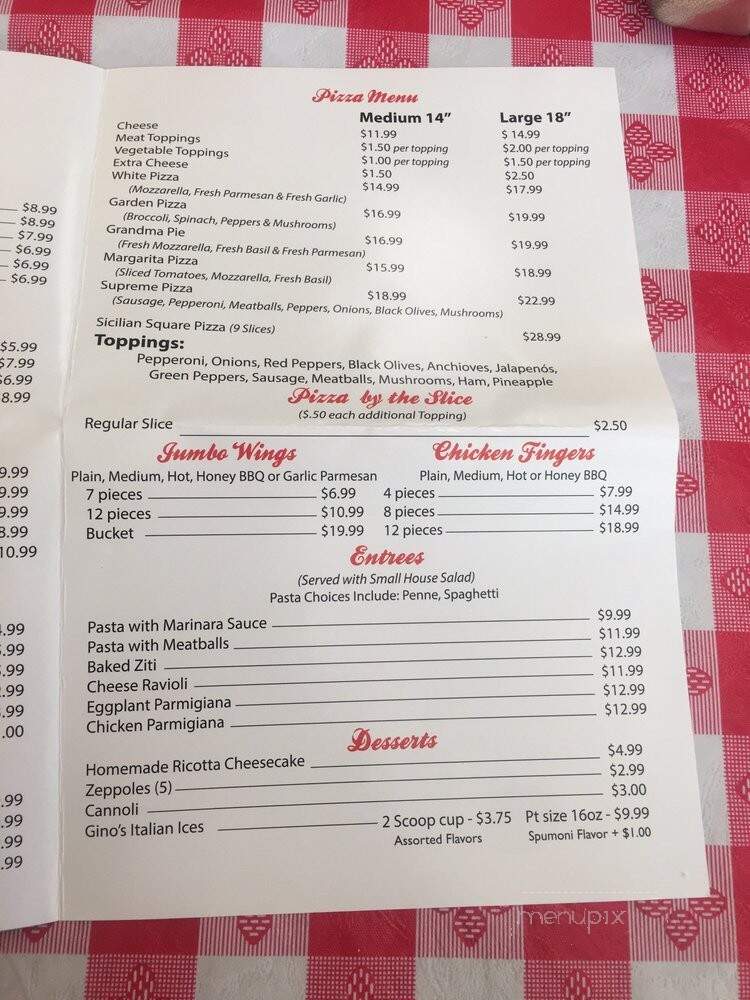 $8.99
$8.99
$7.99
$6.99
$6.99
$6.99
$5.99
$7.99
$6.99
8.99
9.99
9.99
9.99
8.99
10.99
.99
.99
.99
.99
.99
.00
.99
.99
.99
.99
Pizza Menu
Medium 14" Large 18"
Cheese $11.99 $ 14.99
Meat Toppings $1.50 per topping $2.00 per topping
Vegetable Toppings $1.00 per topping $1.50 per topping
Extra Cheese $1.50 $2.50
White Pizza $14.99 $17.99
(Mozzarella, Fresh Parmesan & Fresh Garlic)
Garden Pizza $16.99 $19.99
(Broccoli, Spinach, Peppers & Mushrooms)
Grandma Pie $16.99 $19.99
(Fresh Mozzarella, Fresh Basil & Fresh Parmesan)
Margarita Pizza $15.99 $18.99
(Sliced Tomatoes, Mozzarella, Fresh Basil)
Supreme Pizza $18.99 $22.99
(Sausage, Pepperoni, Meatballs, Peppers, Onions, Black Olives, Mushrooms)
Sicilian Square Pizza (9 Slices) $28.99
Toppings:
Pepperoni, Onions, Red Peppers, Black Olives, Anchioves, Jalapenós,
Green Peppers, Sausage, Meatballs, Mushrooms, Ham, Pineapple
Pizza by the Slice
($.50 each additional Topping)
Regular Slice $2.50
Jumbo Wings
Plain, Medium, Hot, Honey BBQ or Garlic Parmesan
7 pieces $6.99
12 pieces $10.99
Bucket $19.99
Chicken Fingers
Plain, Medium, Hot or Honey BBQ
4 pieces $7.99
8 pieces $14.99
12 pieces $18.99
Entrees
(Served with Small House Salad)
Pasta Choices Include: Penne, Spaghetti
Pasta with Marinara Sauce $9.99
Pasta with Meatballs $11.99
Baked Ziti $12.99
Cheese Ravioli $11.99
Eggplant Parmigiana $12.99
Chicken Parmigiana $12.99
Desserts
Homemade Ricotta Cheesecake $4.99
Zeppoles (5) $2.99
Cannoli $3.00
Gino's Italian Ices 2 Scoop cup - $3.75 Pt size 16oz - $9.99
Assorted Flavors Spumoni Flavor + $1.00
menupix